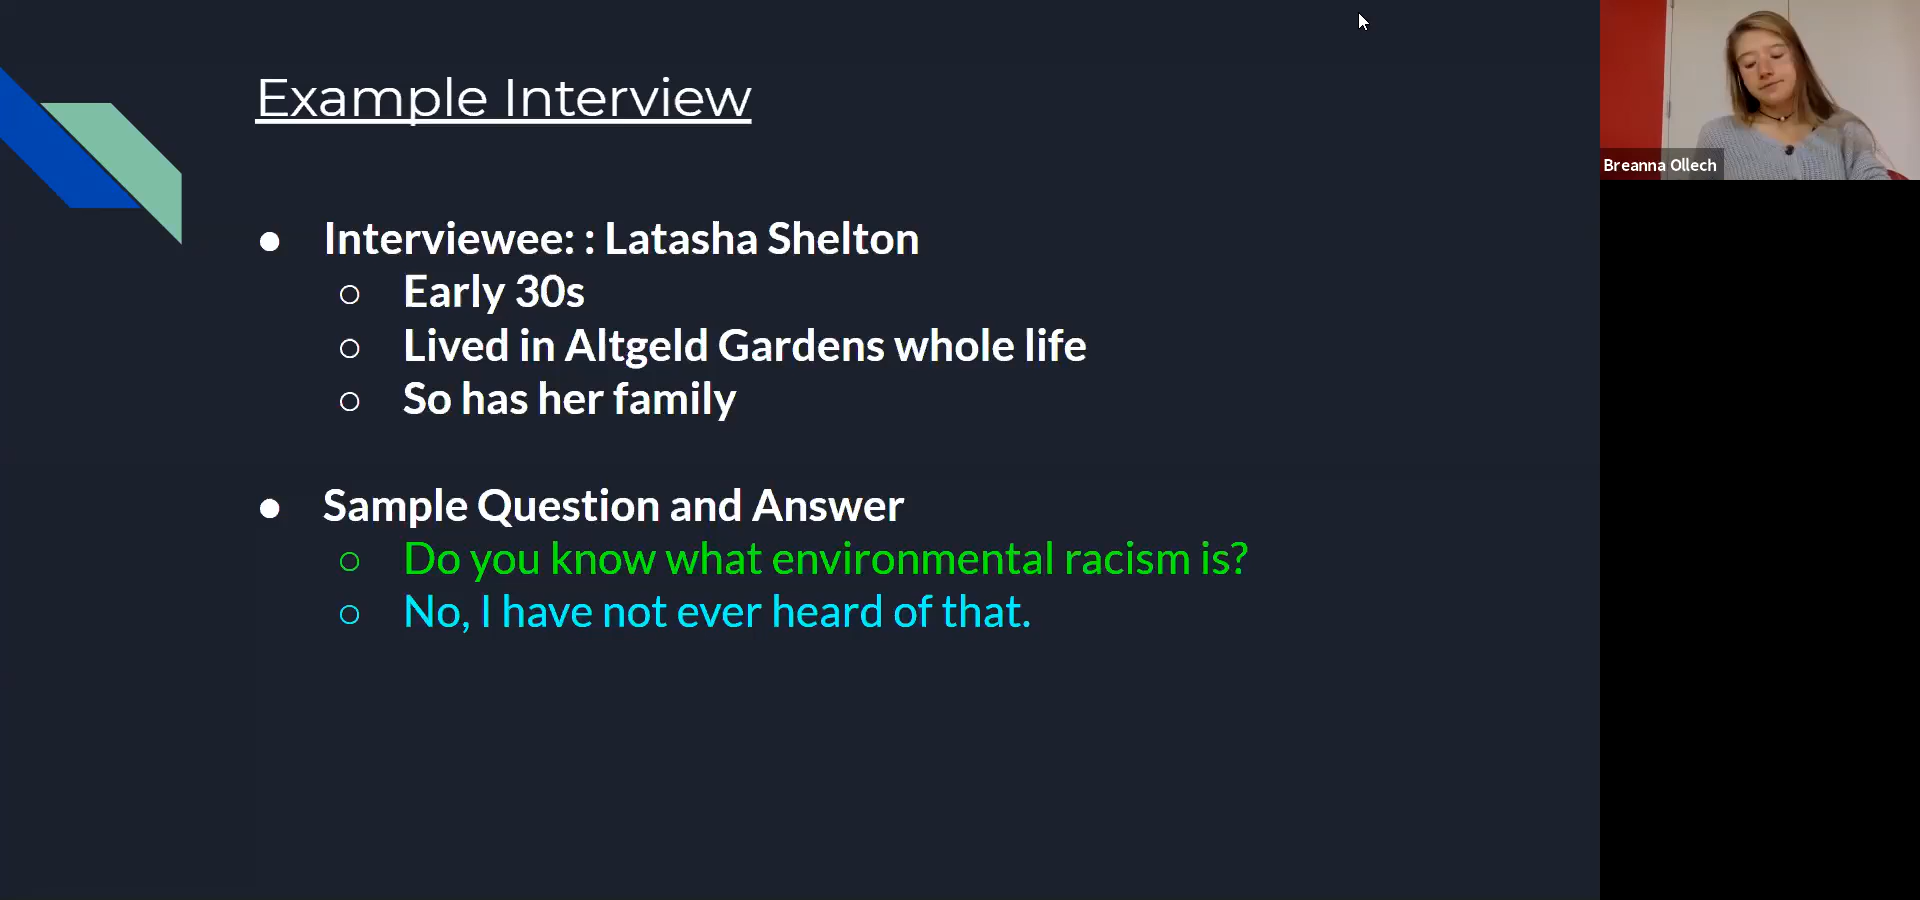 Example Interview
Interviewee: : Latasha Shelton
Early 30s
Lived in Altgeld Gardens whole life
So has her family
Sample Question and Answer
Do you know what environmental racism is?
No, I have not ever heard of that.
Breanna Ollech